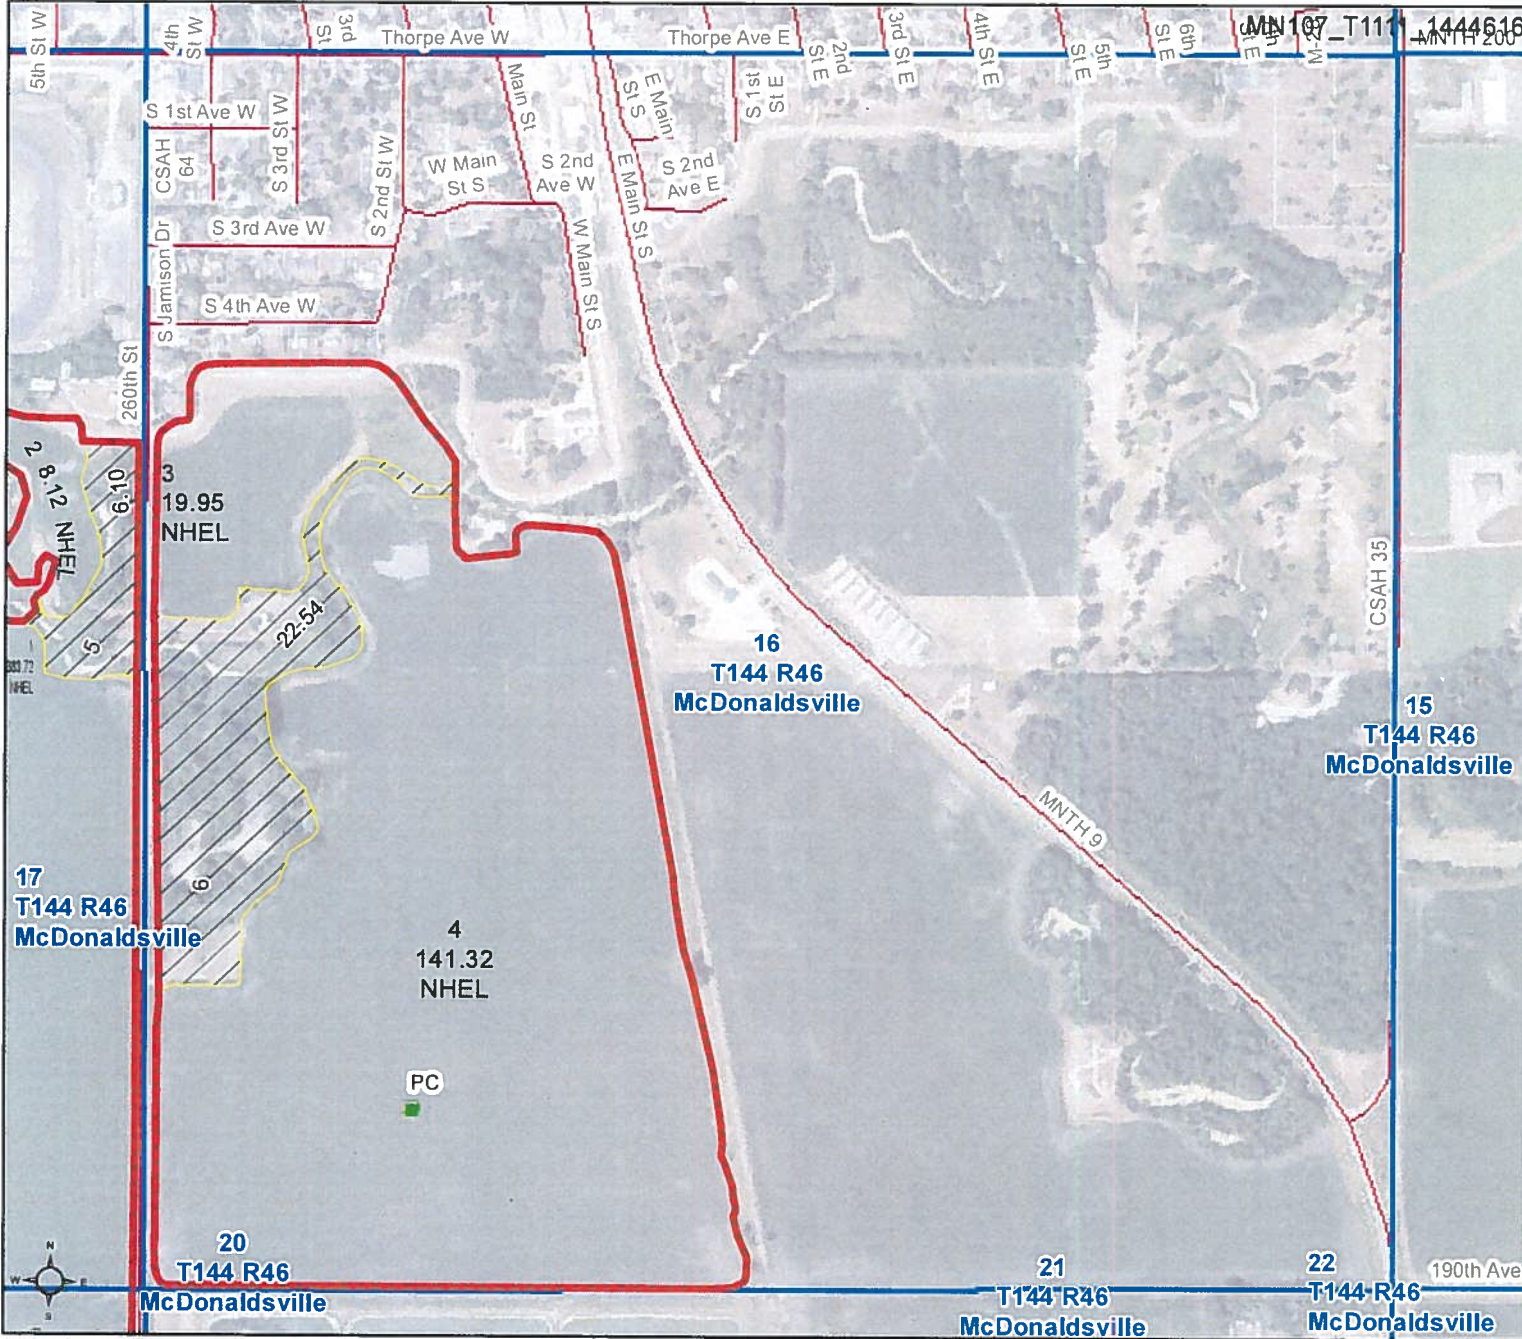 MN107_T1111_1444616
MNTH 200
5th St W
4th
St W
3rd
St
Thorpe Ave W
Thorpe Ave E
2nd
St E
3rd St E
4th St E
5th
St E
6th
St E
St E
S 1st Ave W
CSAH
64
S 3rd St W
S 2nd St W
Main St
W Main
St S
S 2nd
Ave W
E Main
St S
S 1st
St E
S 2nd
Ave E
E Main St S
W Main St S
S 3rd Ave W
S Jamison Dr
S 4th Ave W
260th St
2
8.12
NHEL
6.10
5
3
19.95
NHEL
22.54
6
NHEL
16
T144 R46
McDonaldsville
CSAH 35
15
T144 R46
McDonaldsville
MNTH 9
17
T144 R46
McDonaldsville
4
141.32
NHEL
PC
20
T144 R46
McDonaldsville
21
T144 R46
McDonaldsville
22
T144 R46
McDonaldsville
190th Ave
N
W
E
S